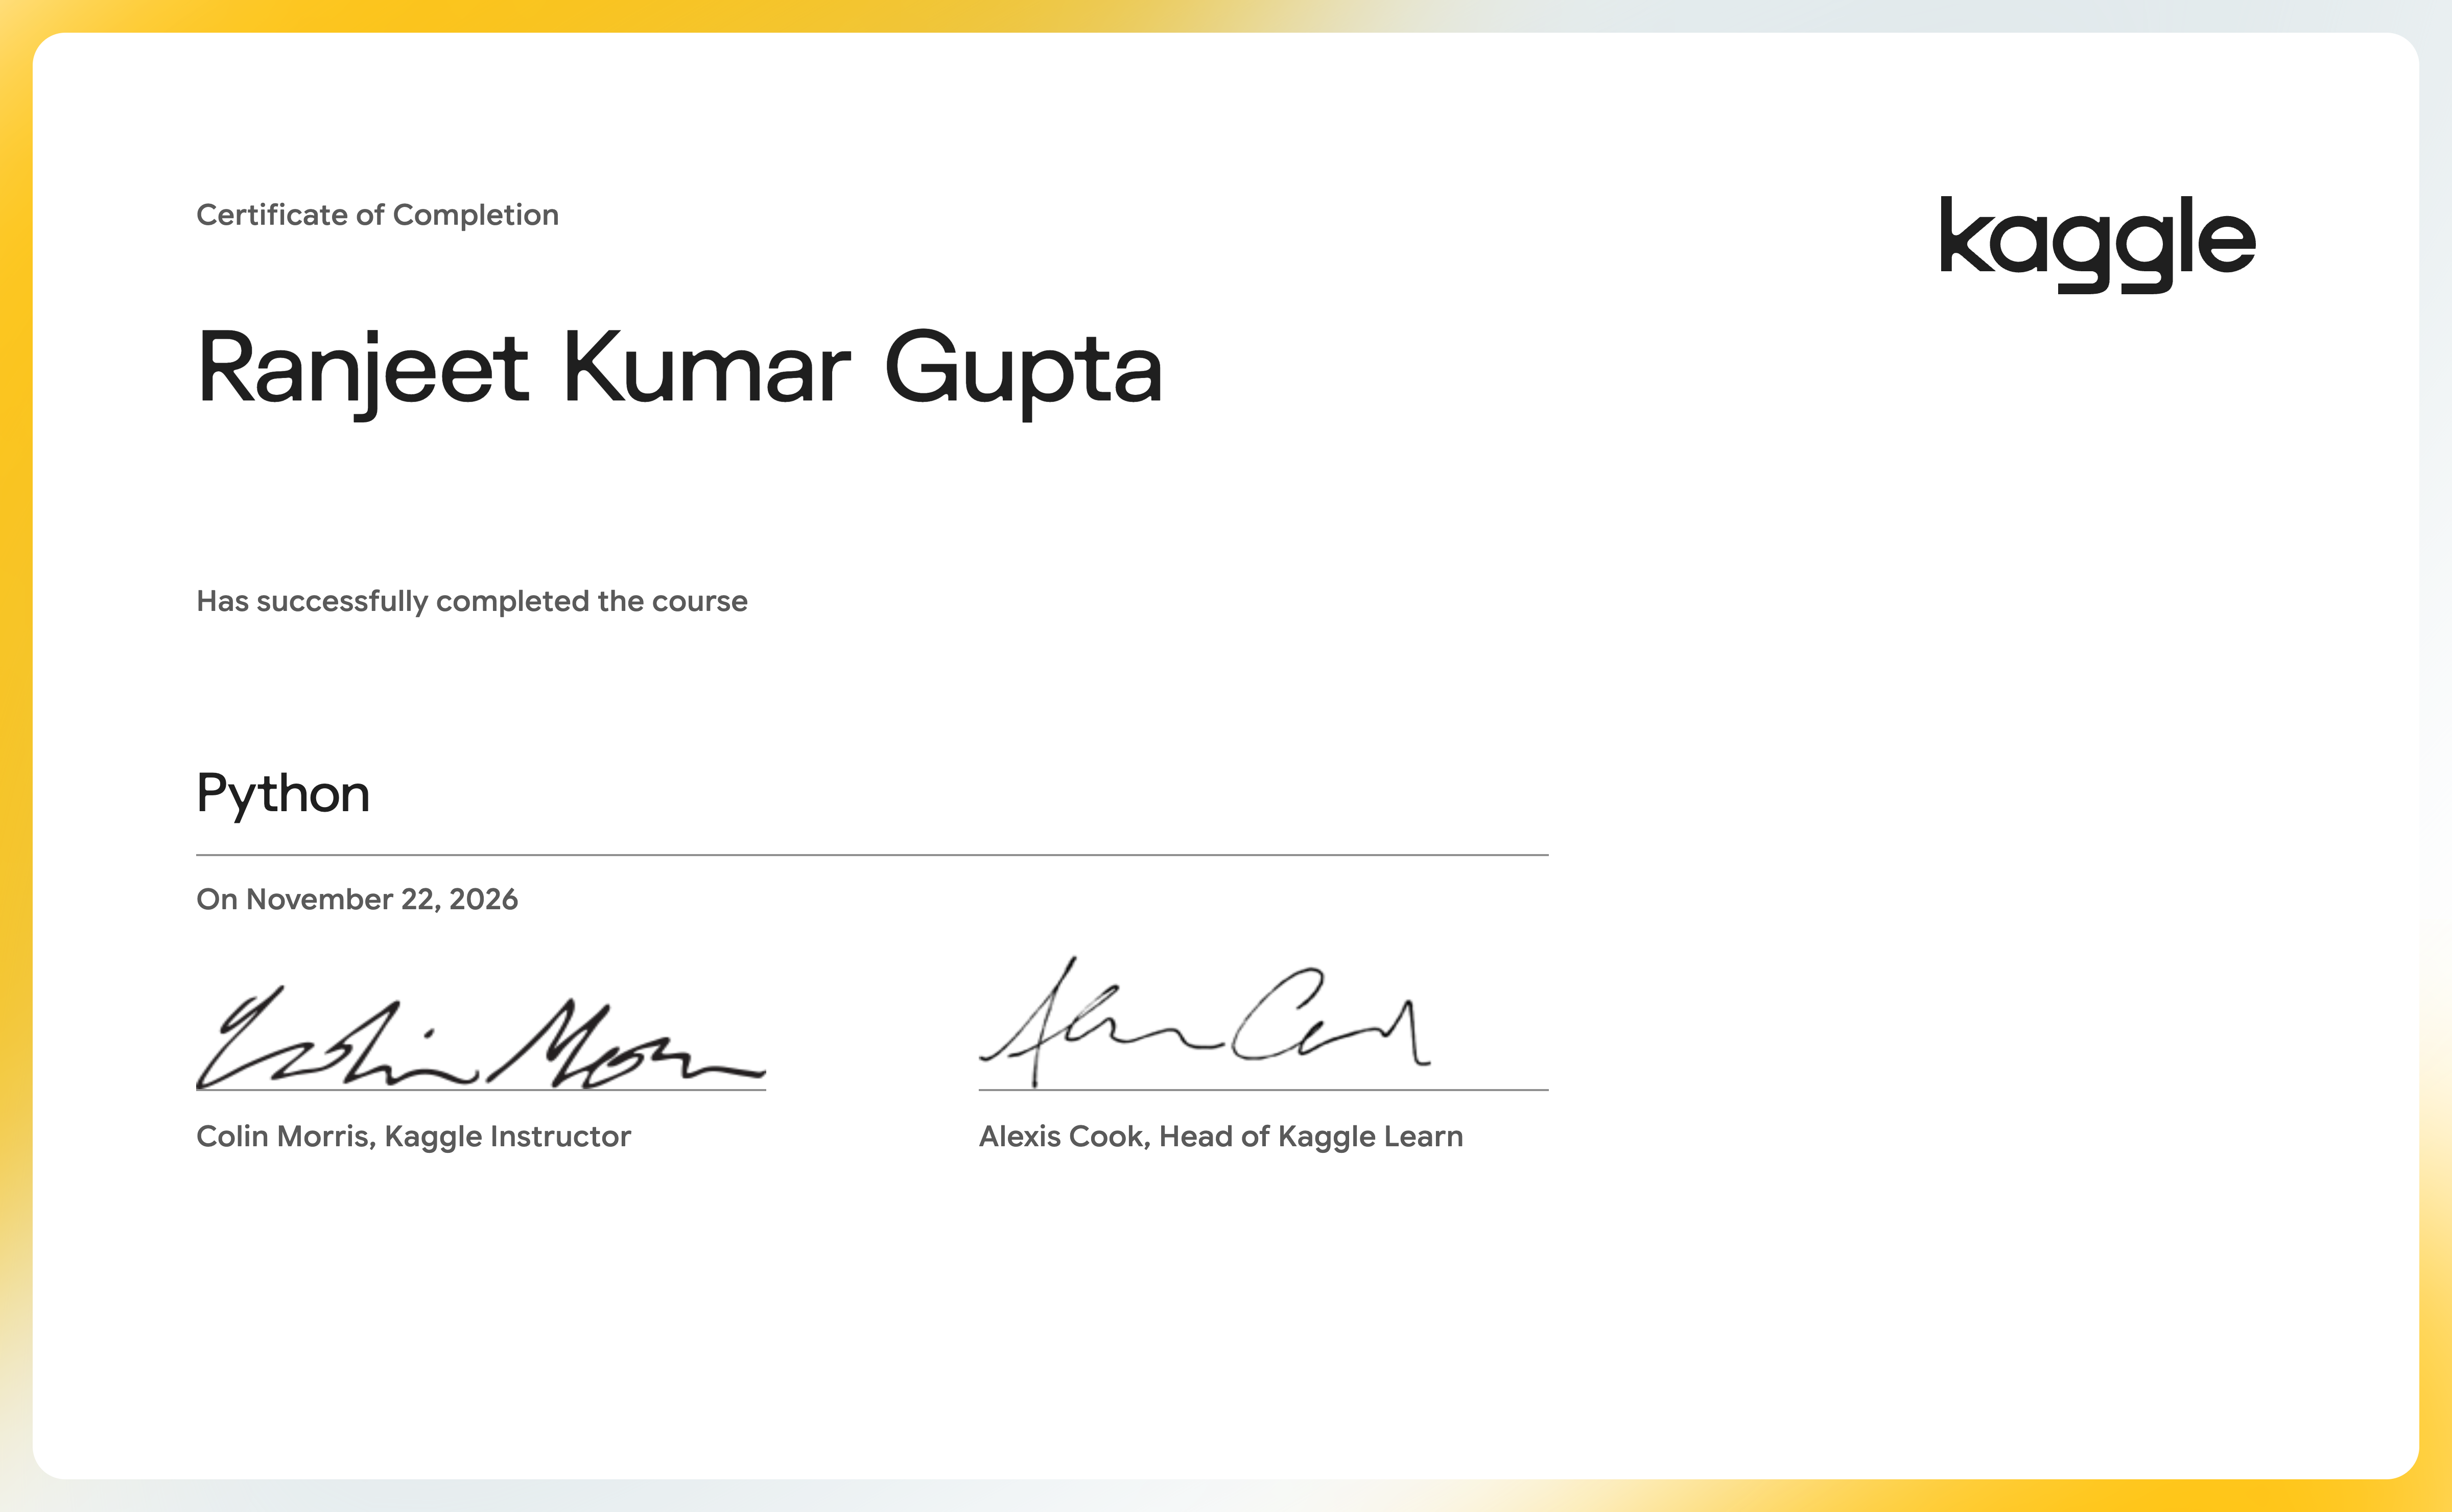 Certificate of Completion
kaggle
Ranjeet Kumar Gupta
Has successfully completed the course
Python
On November 22, 2026
Colin Morris, Kaggle Instructor
Alexis Cook, Head of Kaggle Learn